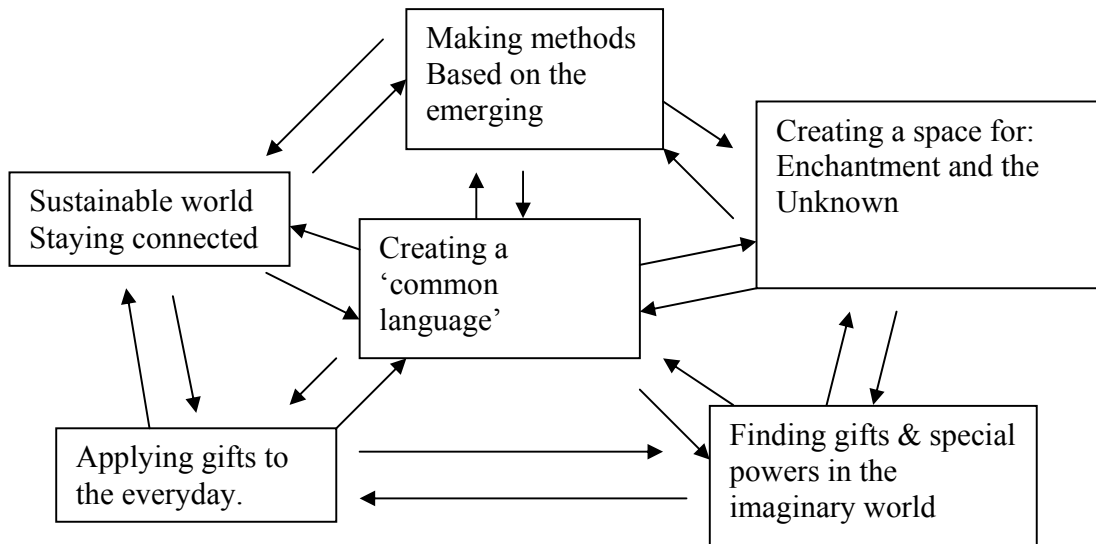 Making methods
Based on the
emerging
Creating a space for:
Enchantment and the
Unknown
Sustainable world
Staying connected
Creating a
‘common
language’
Applying gifts to
the everyday.
Finding gifts & special
powers in the
imaginary world